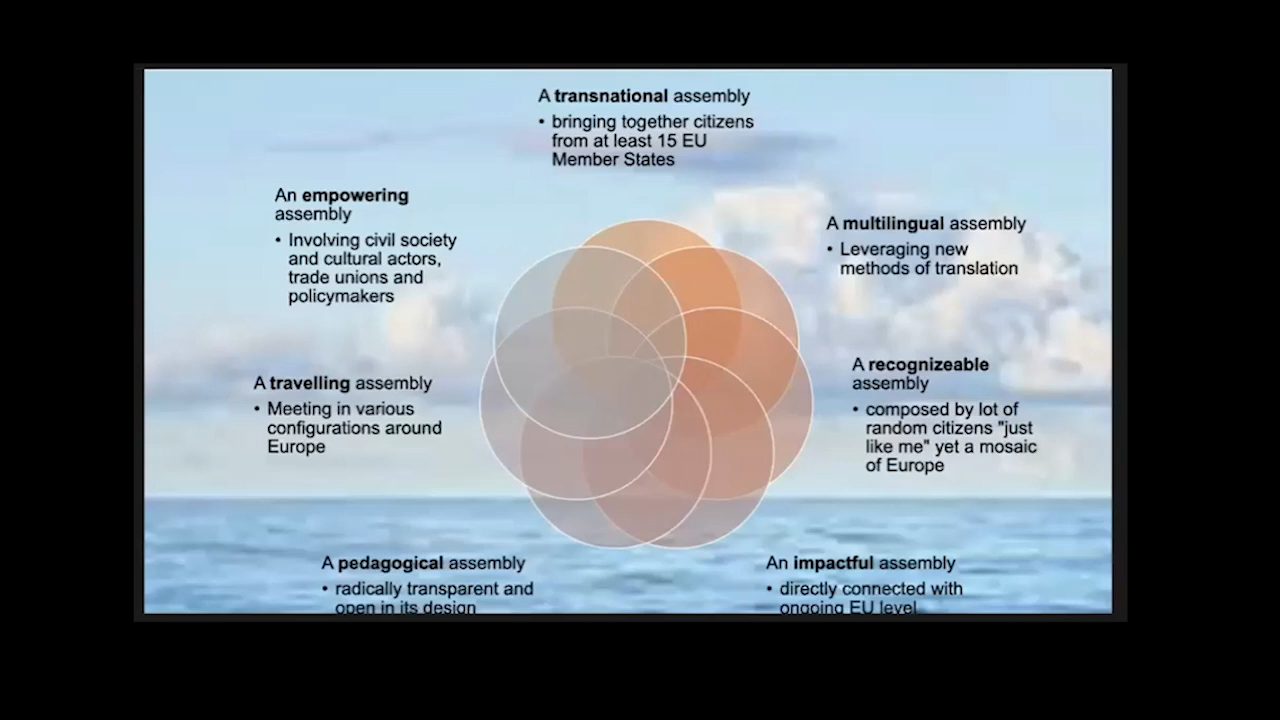 A transnational assembly
• bringing together citizens
from at least 15 EU
Member States
An empowering
assembly
• Involving civil society
and cultural actors,
trade unions and
policymakers
A multilingual assembly
• Leveraging new
methods of translation
A recognizeable
assembly
• composed by lot of
random citizens "just
like me" yet a mosaic
of Europe
A travelling assembly
• Meeting in various
configurations around
Europe
A pedagogical assembly
• radically transparent and
open in its design
An impactful assembly
• directly connected with
ongoing EU level